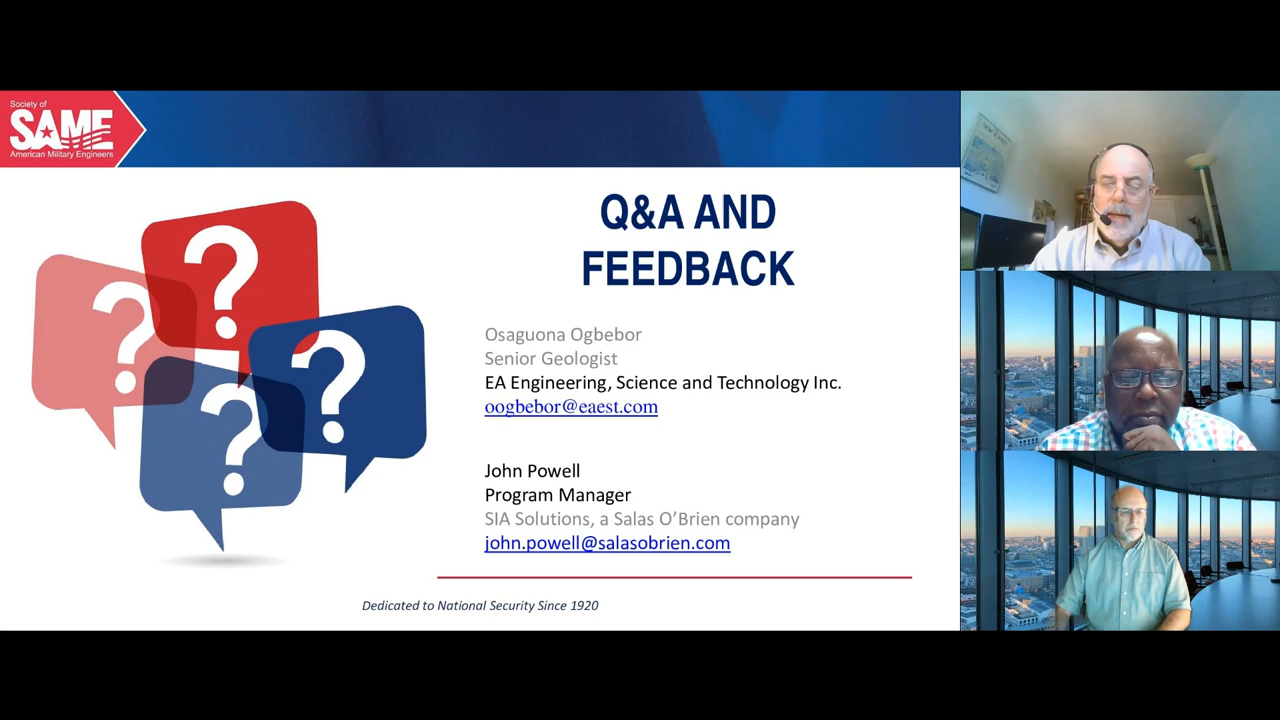 Society of
SAME
American Military Engineers
Q&A AND
FEEDBACK
Osaguona Ogbebor
Senior Geologist
EA Engineering, Science and Technology Inc.
oogbebor@eaest.com
John Powell
Program Manager
SIA Solutions, a Salas O’Brien company
john.powell@salasobrien.com
Dedicated to National Security Since 1920
? ? ? ?